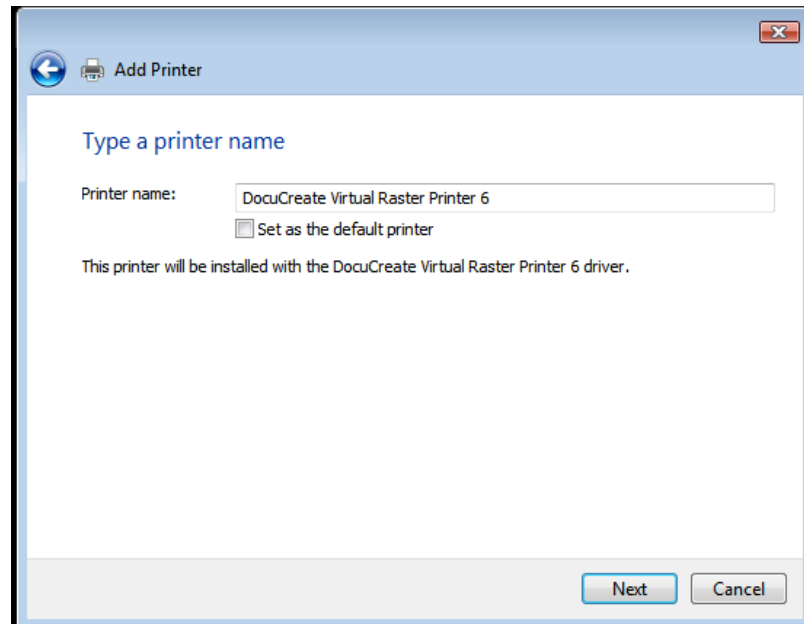 Add Printer
Type a printer name
Printer name: DocuCreate Virtual Raster Printer 6
Set as the default printer
This printer will be installed with the DocuCreate Virtual Raster Printer 6 driver.
Next Cancel